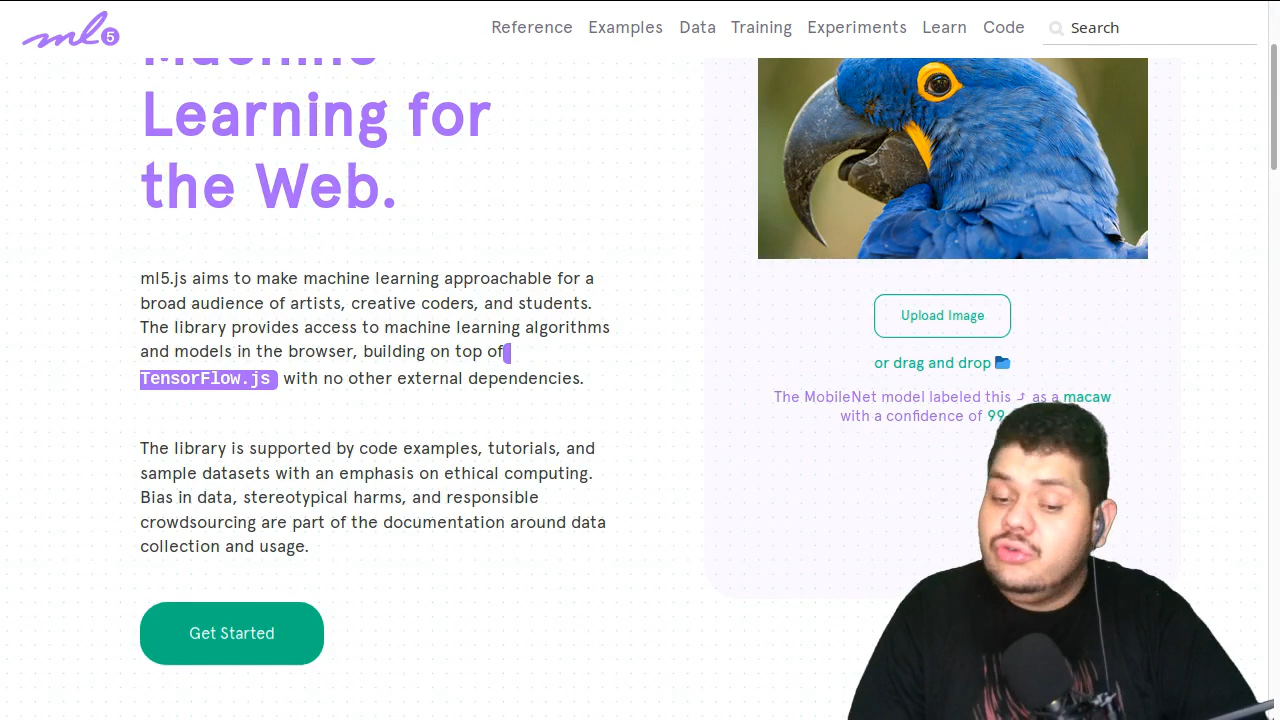 ml5
Reference Examples Data Training Experiments Learn Code Search
Machine
Learning for
the Web.
ml5.js aims to make machine learning approachable for a
broad audience of artists, creative coders, and students.
The library provides access to machine learning algorithms
and models in the browser, building on top of
TensorFlow.js with no other external dependencies.
The library is supported by code examples, tutorials, and
sample datasets with an emphasis on ethical computing.
Bias in data, stereotypical harms, and responsible
crowdsourcing are part of the documentation around data
collection and usage.
Get Started
Upload Image
or drag and drop
The MobileNet model labeled this ⤴ as a macaw
with a confidence of 99